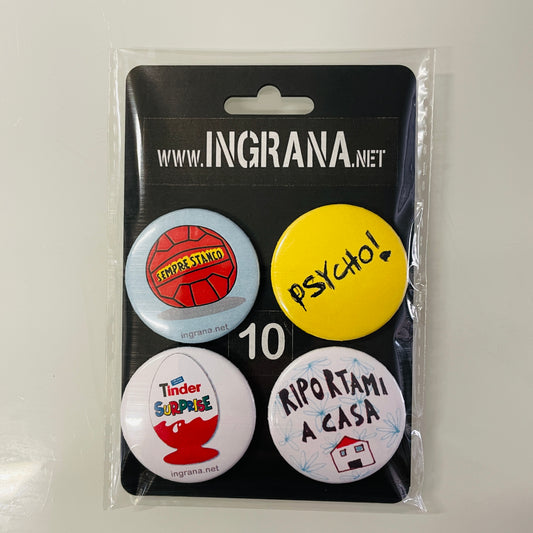 www.INGRANA.NET
SEMPRE STANCO
ingrana.net
PSYCHO!
10
Tinder
SURPRISE
ingrana.net
RIPORTAMI
A CASA